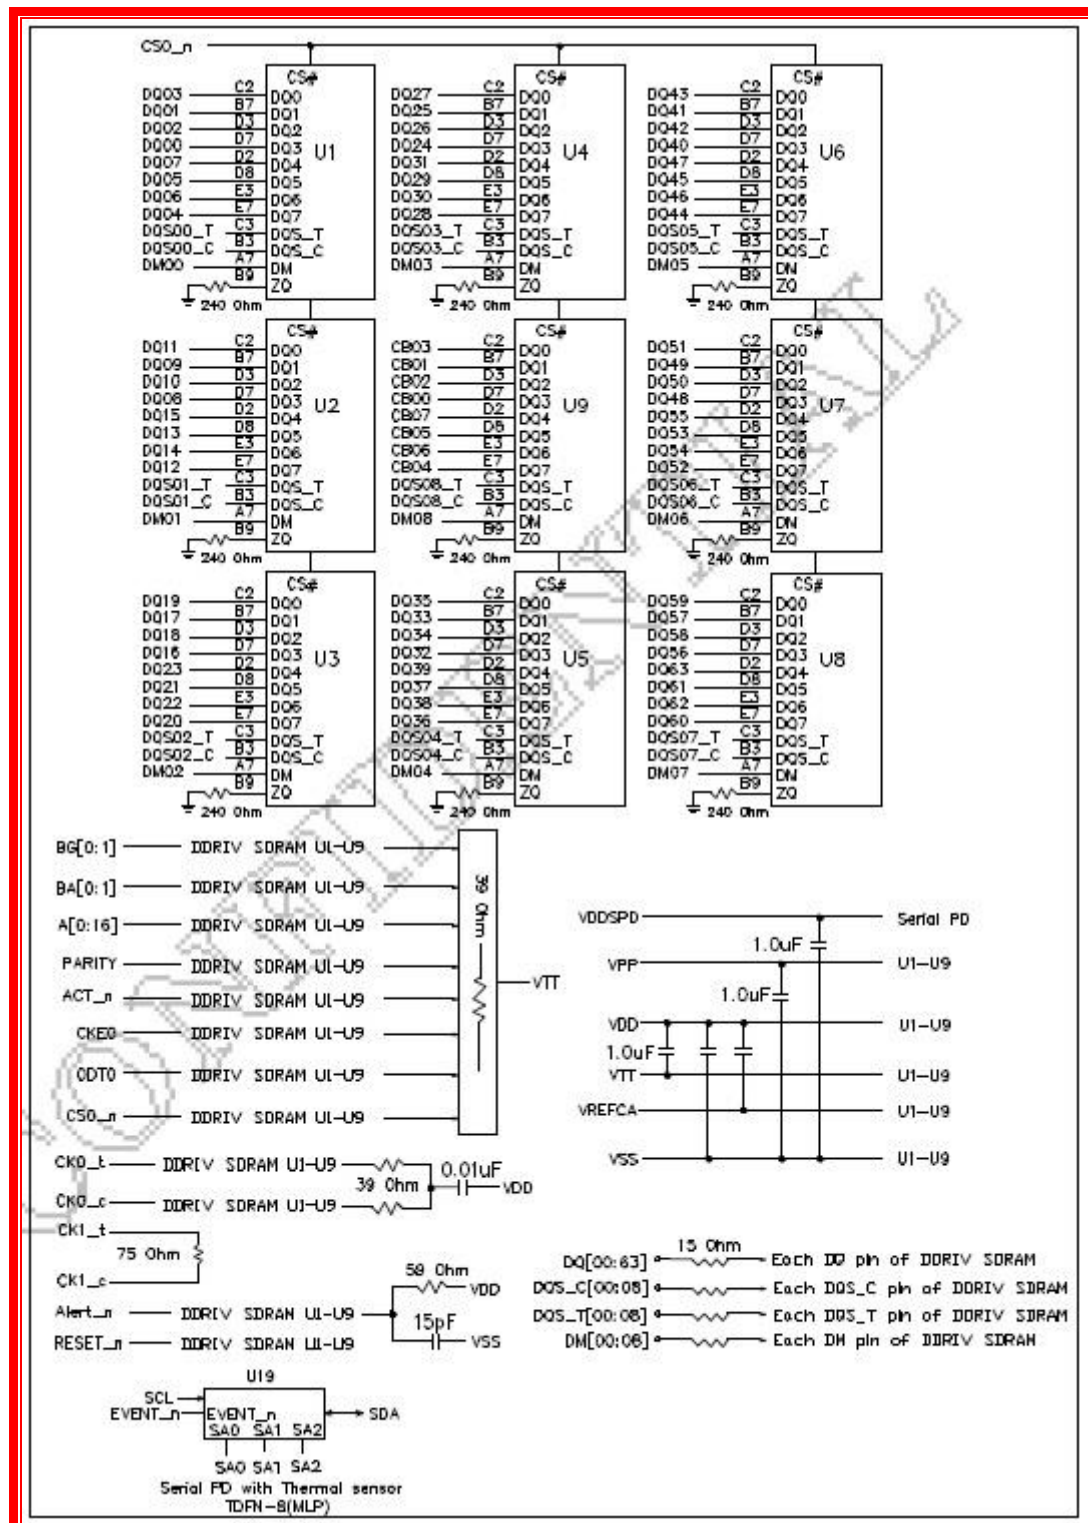 CS0_n
CS#
DQ03 C2 DQ0
DQ01 B7 DQ1
DQ02 D3 DQ2
DQ00 D7 DQ3
DQ07 D2 DQ4
DQ05 D8 DQ5
DQ06 E3 DQ6
DQ04 E7 DQ7
DQS00_T C3 DQS_T
DQS00_C B3 DQS_C
DM00 A7 DM
B9 ZQ
240 Ohm
U1
CS#
DQ27 C2 DQ0
DQ25 B7 DQ1
DQ26 D3 DQ2
DQ24 D7 DQ3
DQ31 D2 DQ4
DQ29 D8 DQ5
DQ30 E3 DQ6
DQ28 E7 DQ7
DQS03_T C3 DQS_T
DQS03_C B3 DQS_C
DM03 A7 DM
B9 ZQ
240 Ohm
U4
CS#
DQ43 C2 DQ0
DQ41 B7 DQ1
DQ42 D3 DQ2
DQ40 D7 DQ3
DQ47 D2 DQ4
DQ45 D8 DQ5
DQ46 E3 DQ6
DQ44 E7 DQ7
DQS05_T C3 DQS_T
DQS05_C B3 DQS_C
DM05 A7 DM
B9 ZQ
240 Ohm
U6
CS#
DQ11 C2 DQ0
DQ09 B7 DQ1
DQ10 D3 DQ2
DQ08 D7 DQ3
DQ15 D2 DQ4
DQ13 D8 DQ5
DQ14 E3 DQ6
DQ12 E7 DQ7
DQS01_T C3 DQS_T
DQS01_C B3 DQS_C
DM01 A7 DM
B9 ZQ
240 Ohm
U2
CS#
CB03 C2 DQ0
CB01 B7 DQ1
CB02 D3 DQ2
CB00 D7 DQ3
CB07 D2 DQ4
CB05 D8 DQ5
CB06 E3 DQ6
CB04 E7 DQ7
DQS08_T C3 DQS_T
DQS08_C B3 DQS_C
DM08 A7 DM
B9 ZQ
240 Ohm
U9
CS#
DQ51 C2 DQ0
DQ49 B7 DQ1
DQ50 D3 DQ2
DQ48 D7 DQ3
DQ55 D2 DQ4
DQ53 D8 DQ5
DQ54 E3 DQ6
DQ52 E7 DQ7
DQS06_T C3 DQS_T
DQS06_C B3 DQS_C
DM06 A7 DM
B9 ZQ
240 Ohm
U7
CS#
DQ19 C2 DQ0
DQ17 B7 DQ1
DQ18 D3 DQ2
DQ16 D7 DQ3
DQ23 D2 DQ4
DQ21 D8 DQ5
DQ22 E3 DQ6
DQ20 E7 DQ7
DQS02_T C3 DQS_T
DQS02_C B3 DQS_C
DM02 A7 DM
B9 ZQ
240 Ohm
U3
CS#
DQ35 C2 DQ0
DQ33 B7 DQ1
DQ34 D3 DQ2
DQ32 D7 DQ3
DQ39 D2 DQ4
DQ37 D8 DQ5
DQ38 E3 DQ6
DQ36 E7 DQ7
DQS04_T C3 DQS_T
DQS04_C B3 DQS_C
DM04 A7 DM
B9 ZQ
240 Ohm
U5
CS#
DQ59 C2 DQ0
DQ57 B7 DQ1
DQ58 D3 DQ2
DQ56 D7 DQ3
DQ63 D2 DQ4
DQ61 D8 DQ5
DQ62 E3 DQ6
DQ60 E7 DQ7
DQS07_T C3 DQS_T
DQS07_C B3 DQS_C
DM07 A7 DM
B9 ZQ
240 Ohm
U8
BG[0:1] DDRIV SDRAM U1-U9
BA[0:1] DDRIV SDRAM U1-U9
A[0:16] DDRIV SDRAM U1-U9
PARITY DDRIV SDRAM U1-U9
ACT_n DDRIV SDRAM U1-U9
CKE0 DDRIV SDRAM U1-U9
ODT0 DDRIV SDRAM U1-U9
CS0_n DDRIV SDRAM U1-U9
39 Ohm
VTT
VDDSPD Serial PD
1.0uF
VPP U1-U9
1.0uF
VDD U1-U9
1.0uF
VTT U1-U9
VREFCA U1-U9
VSS U1-U9
CK0_t DDRIV SDRAM U1-U9
39 Ohm 0.01uF VDD
CK0_c DDRIV SDRAM U1-U9
CK1_t
75 Ohm
CK1_c
59 Ohm VDD
Alert_n DDRIV SDRAM U1-U9
15pF VSS
RESET_n DDRIV SDRAM U1-U9
15 Ohm
DQ[00:63] Each DQ pin of DDRIV SDRAM
DQS_C[00:08] Each DQS_C pin of DDRIV SDRAM
DQS_T[00:08] Each DQS_T pin of DDRIV SDRAM
DM[00:08] Each DM pin of DDRIV SDRAM
U19
SCL
EVENT_n EVENT_n SDA
SA0 SA1 SA2
SA0 SA1 SA2
Serial PD with Thermal sensor
TDFN-8(MLP)
CONFIDENTIAL